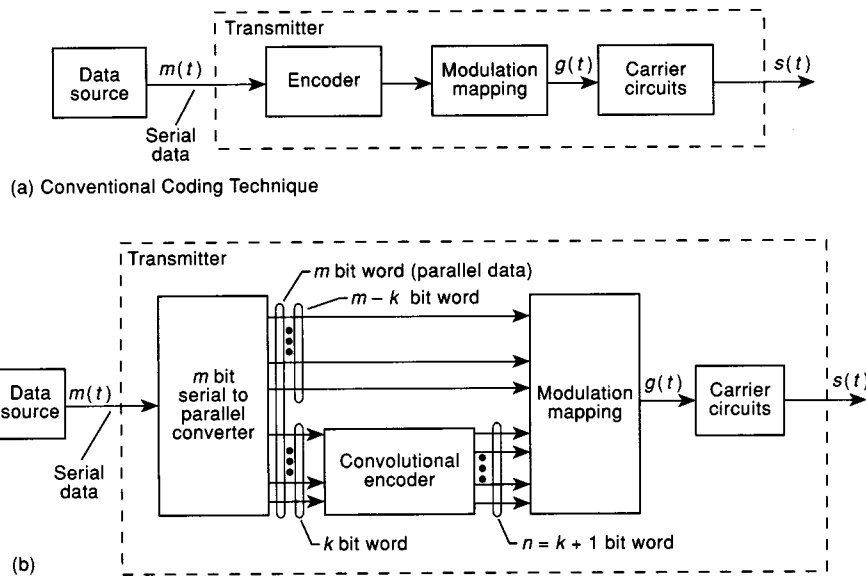 Transmitter
Data
source
m(t)
Serial
data
Encoder
Modulation
mapping
g(t)
Carrier
circuits
s(t)
(a) Conventional Coding Technique
Transmitter
m bit word (parallel data)
m – k bit word
Data
source
m(t)
Serial
data
m bit
serial to
parallel
converter
Convolutional
encoder
Modulation
mapping
g(t)
Carrier
circuits
s(t)
k bit word
n = k + 1 bit word
(b)